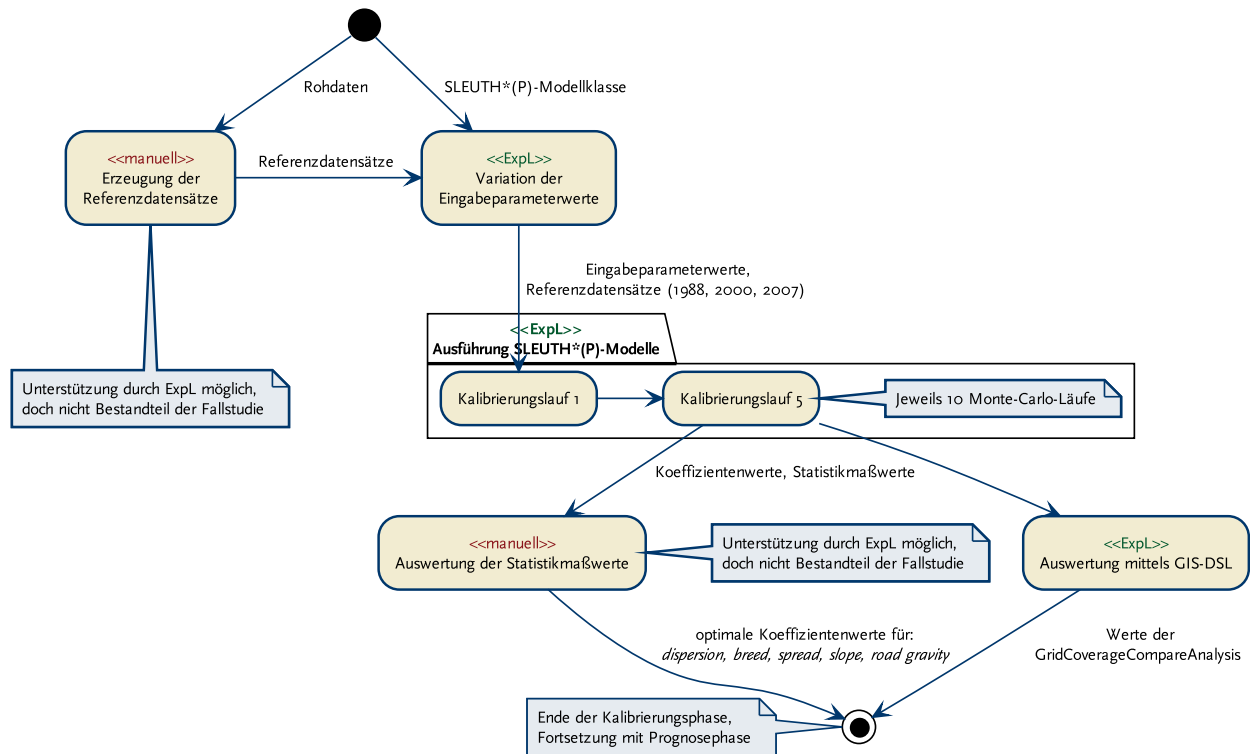 Rohdaten
SLEUTH*(P)-Modellklasse
<<manuell>>
Erzeugung der
Referenzdatensätze
Referenzdatensätze
<<ExpL>>
Variation der
Eingabeparameterwerte
Eingabeparameterwerte,
Referenzdatensätze (1988, 2000, 2007)
<<ExpL>>
Ausführung SLEUTH*(P)-Modelle
Unterstützung durch ExpL möglich,
doch nicht Bestandteil der Fallstudie
Kalibrierungslauf 1
Kalibrierungslauf 5
Jeweils 10 Monte-Carlo-Läufe
Koeffizientenwerte, Statistikmaßwerte
<<manuell>>
Auswertung der Statistikmaßwerte
Unterstützung durch ExpL möglich,
doch nicht Bestandteil der Fallstudie
<<ExpL>>
Auswertung mittels GIS-DSL
optimale Koeffizientenwerte für:
dispersion, breed, spread, slope, road gravity
Werte der
GridCoverageCompareAnalysis
Ende der Kalibrierungsphase,
Fortsetzung mit Prognosephase